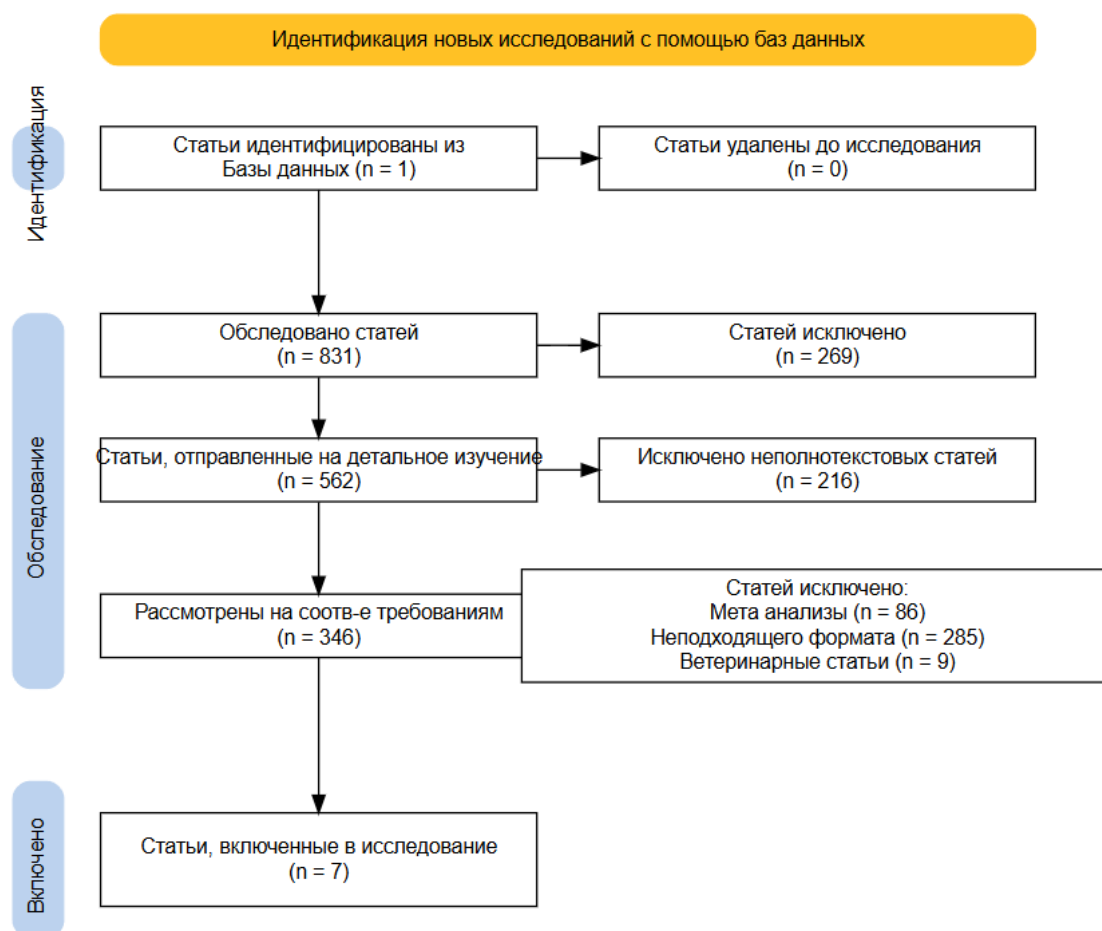 Идентификация новых исследований с помощью баз данных
Идентификация
Статьи идентифицированы из
Базы данных (n = 1)
Статьи удалены до исследования
(n = 0)
Обследование
Обследовано статей
(n = 831)
Статей исключено
(n = 269)
Статьи, отправленные на детальное изучение
(n = 562)
Исключено неполнотекстовых статей
(n = 216)
Рассмотрены на соотв-е требованиям
(n = 346)
Статей исключено:
Мета анализы (n = 86)
Неподходящего формата (n = 285)
Ветеринарные статьи (n = 9)
Включено
Статьи, включенные в исследование
(n = 7)